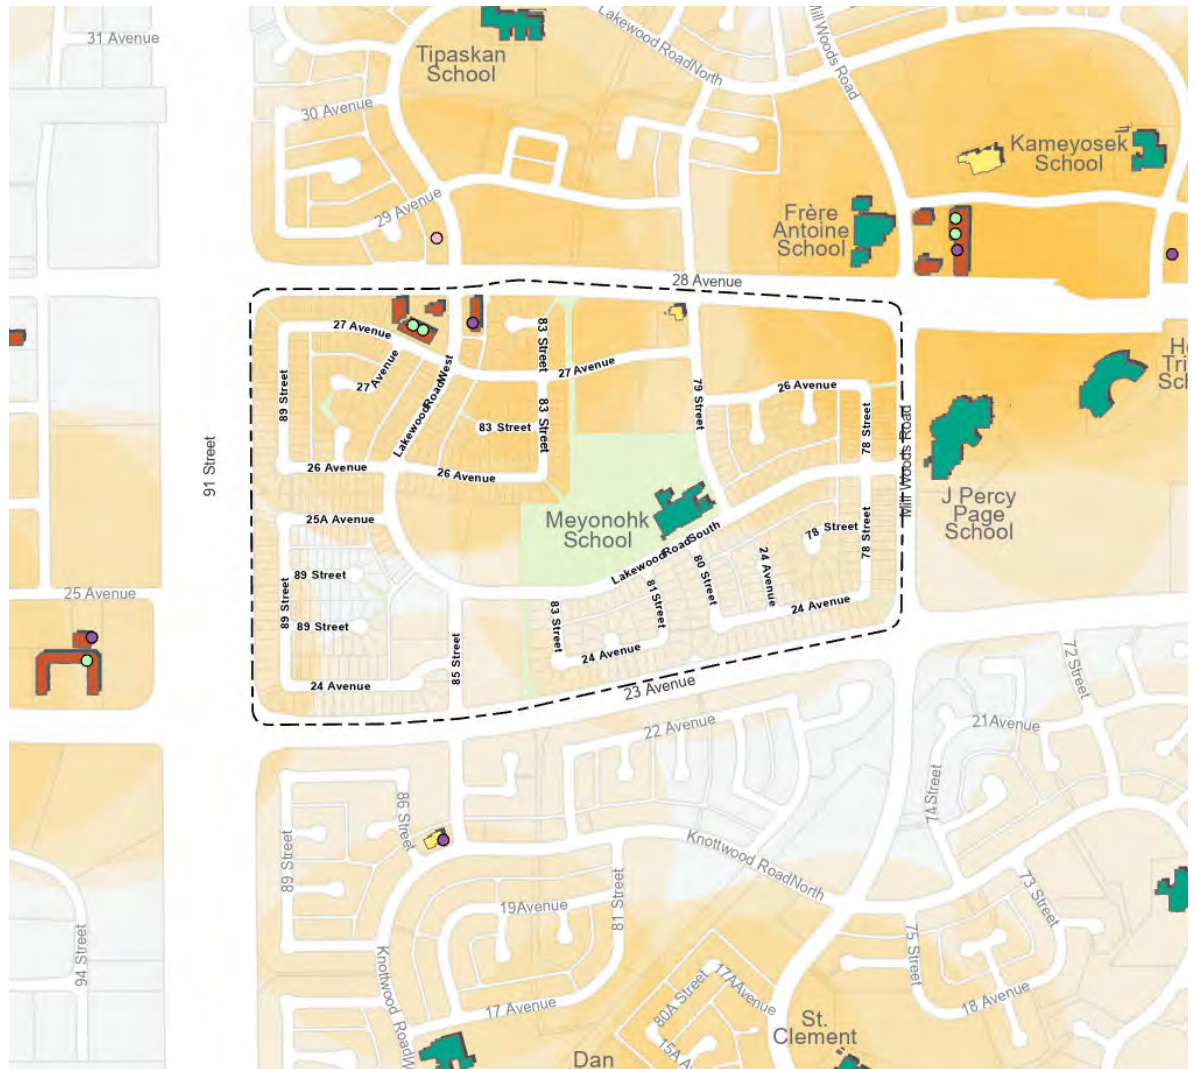 31 Avenue
Lakewood Road North
Mill Woods Road
Tipaskan
School
30 Avenue
Kameyosek
School
29 Avenue
Frère
Antoine
School
28 Avenue
27 Avenue
83 Street
27 Avenue
27 Avenue
Lakewood Road West
89 Street
79 Street
26 Avenue
83 Street
83 Street
78 Street
Mill Woods Road
91 Street
26 Avenue
26 Avenue
J Percy
Page
School
Meyonohk
School
25A Avenue
78 Street
78 Street
Lakewood Road South
25 Avenue
89 Street
89 Street
89 Street
83 Street
81 Street
80 Street
24 Avenue
24 Avenue
24 Avenue
24 Avenue
85 Street
23 Avenue
72 Street
22 Avenue
21 Avenue
74 Street
86 Street
89 Street
Knottwood Road North
81 Street
19 Avenue
73 Street
75 Street
94 Street
Knottwood Road W
17 Avenue
80A Street
17A Avenue
15A Av
18 Avenue
St.
Clement
Dan